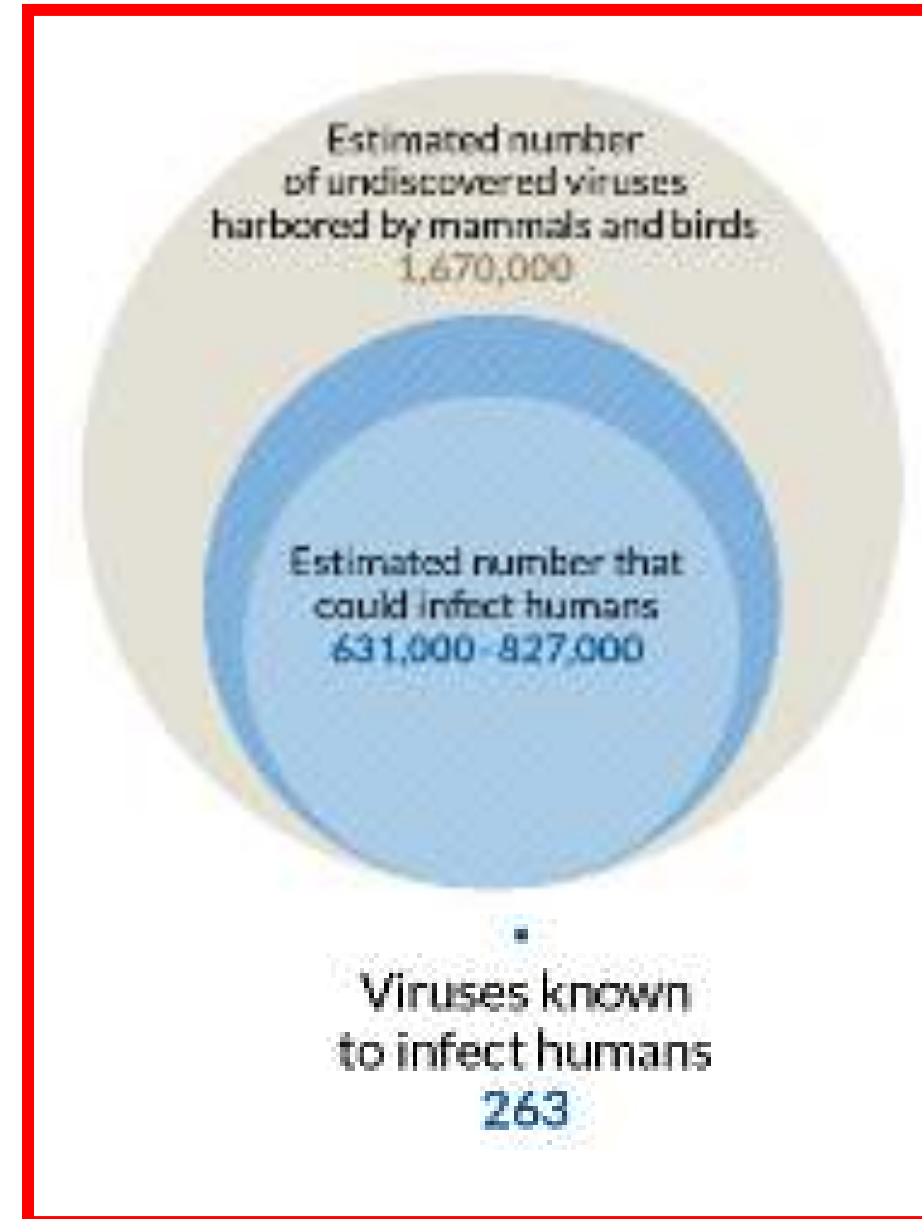 Estimated number
of undiscovered viruses
harbored by mammals and birds
1,670,000
Estimated number that
could infect humans
631,000–827,000
Viruses known
to infect humans
263